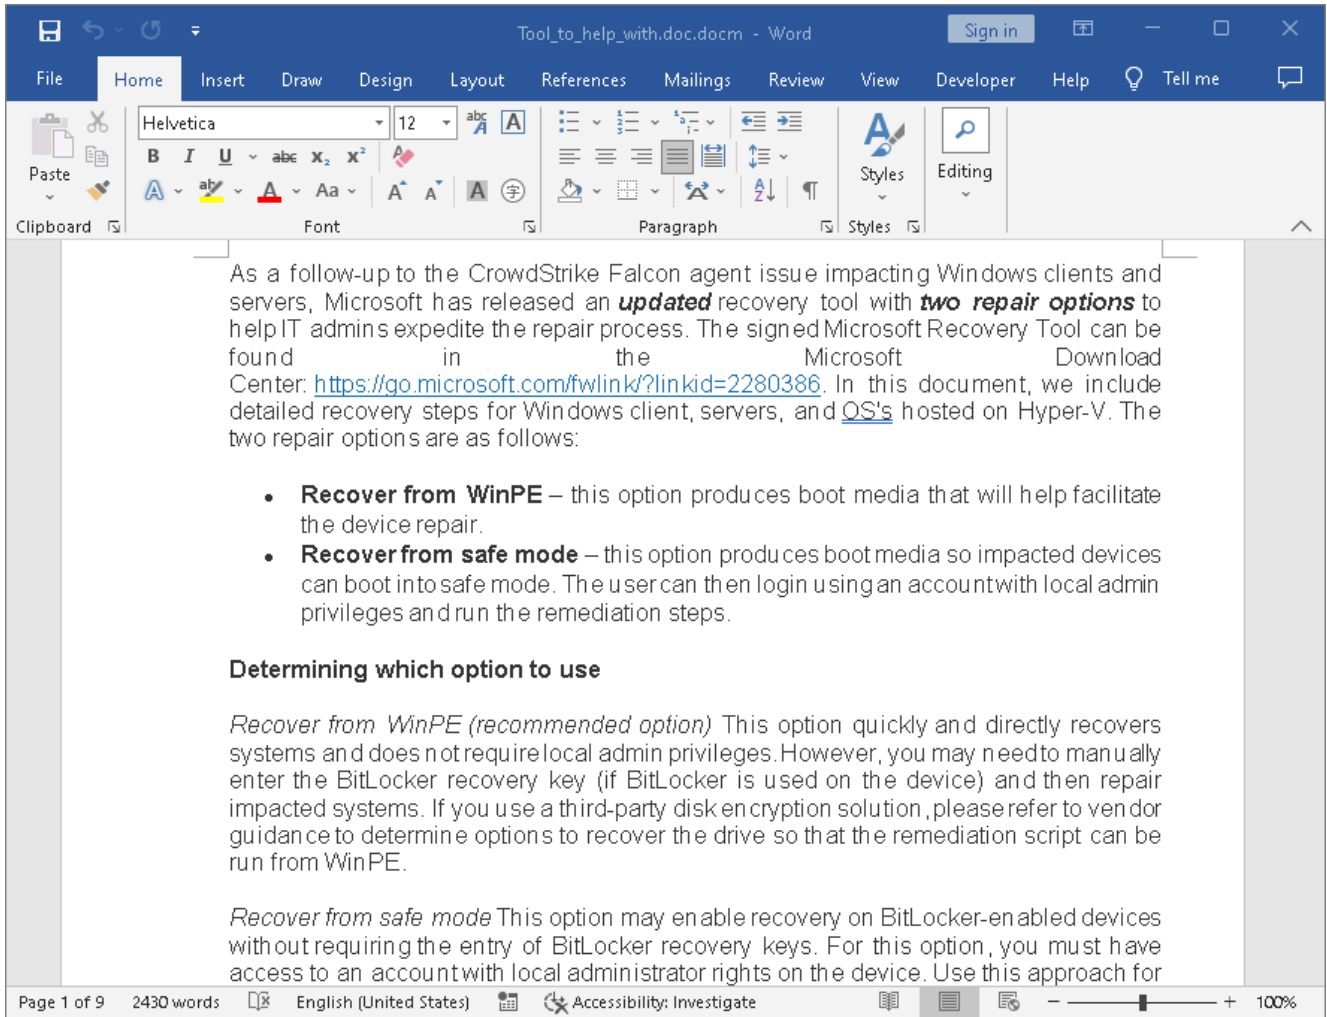 Tool_to_help_with.doc.docm - Word
Sign in
File Home Insert Draw Design Layout References Mailings Review View Developer Help Tell me
Helvetica 12
Paste
Styles
Editing
Clipboard Font Paragraph Styles
As a follow-up to the CrowdStrike Falcon agent issue impacting Windows clients and
servers, Microsoft has released an updated recovery tool with two repair options to
help IT admins expedite the repair process. The signed Microsoft Recovery Tool can be
found in the Microsoft Download
Center: https://go.microsoft.com/fwlink/?linkid=2280386. In this document, we include
detailed recovery steps for Windows client, servers, and OS's hosted on Hyper-V. The
two repair options are as follows:
• Recover from WinPE – this option produces boot media that will help facilitate
the device repair.
• Recover from safe mode – this option produces boot media so impacted devices
can boot into safe mode. The user can then login using an account with local admin
privileges and run the remediation steps.
Determining which option to use
Recover from WinPE (recommended option) This option quickly and directly recovers
systems and does not require local admin privileges. However, you may need to manually
enter the BitLocker recovery key (if BitLocker is used on the device) and then repair
impacted systems. If you use a third-party disk encryption solution, please refer to vendor
guidance to determine options to recover the drive so that the remediation script can be
run from WinPE.
Recover from safe mode This option may enable recovery on BitLocker-enabled devices
without requiring the entry of BitLocker recovery keys. For this option, you must have
access to an account with local administrator rights on the device. Use this approach for
Page 1 of 9 2430 words English (United States) Accessibility: Investigate 100%